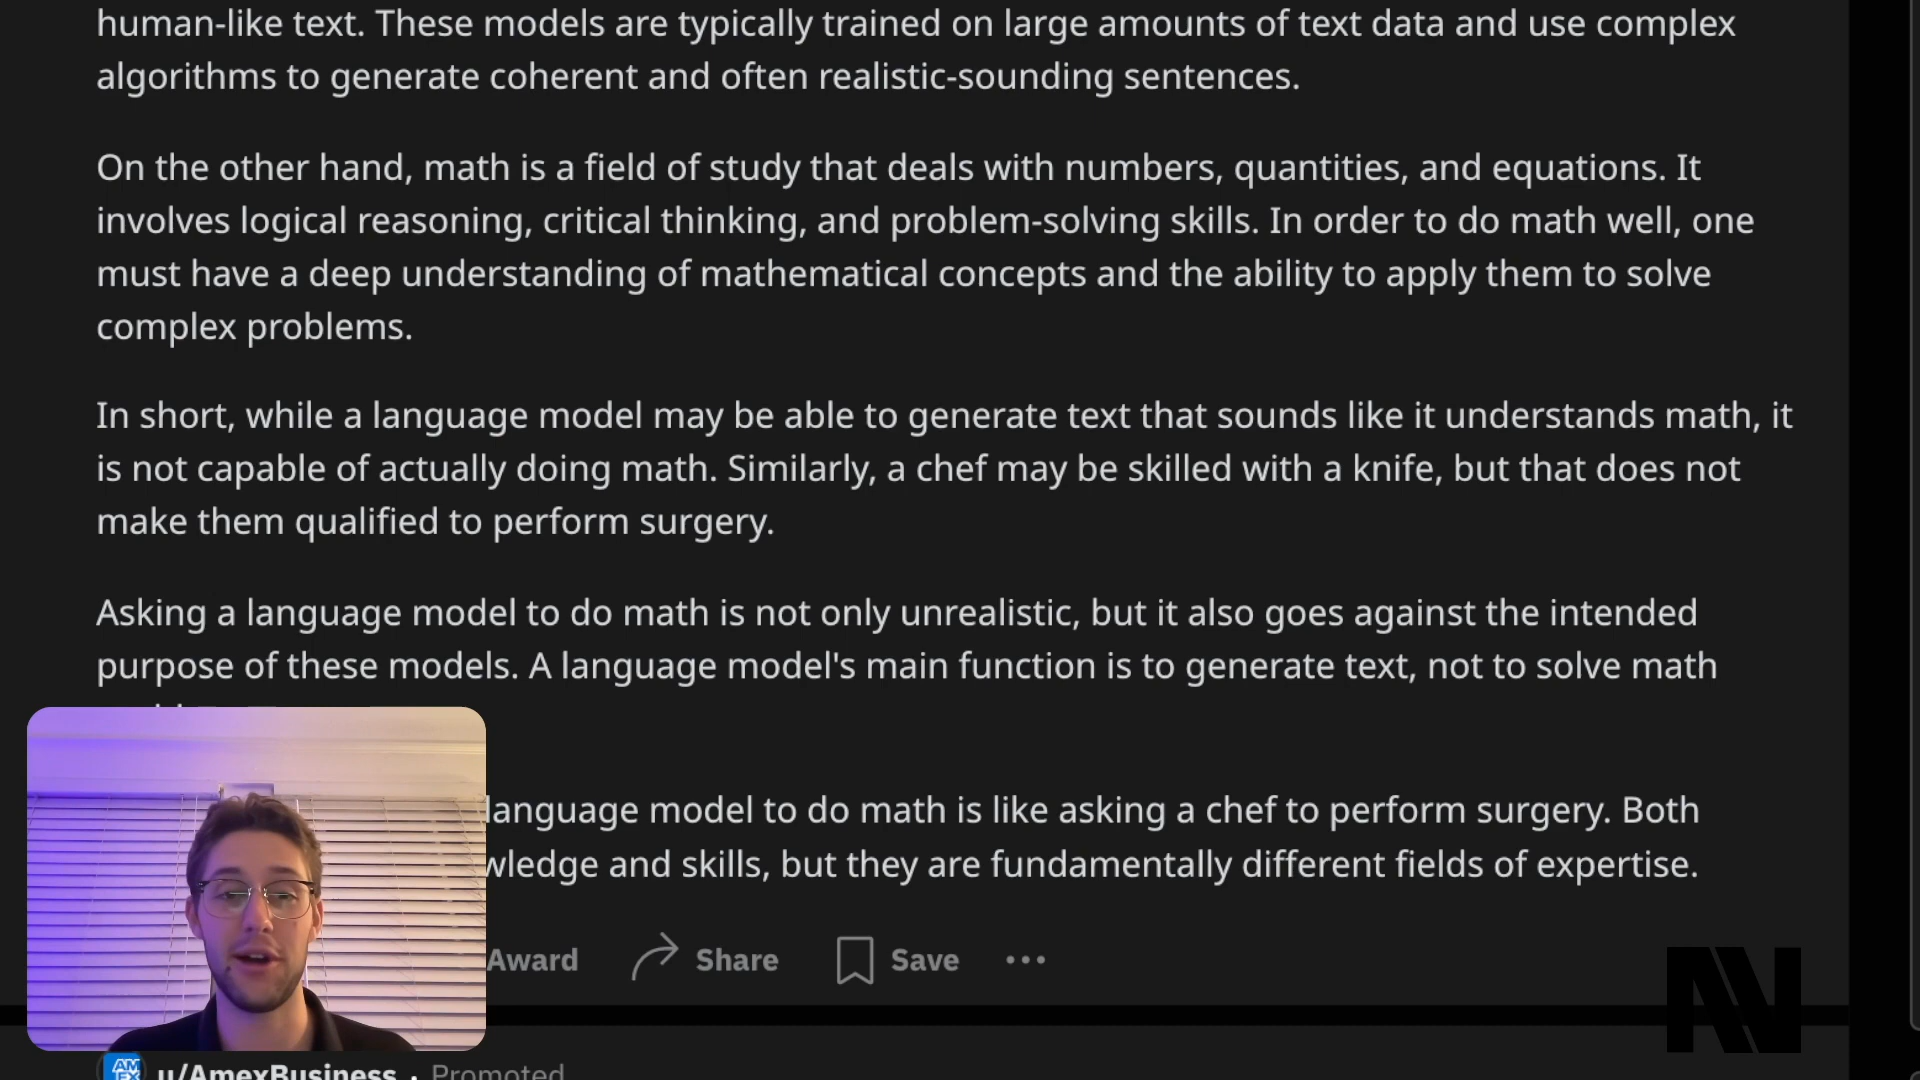 human-like text. These models are typically trained on large amounts of text data and use complex
algorithms to generate coherent and often realistic-sounding sentences.
On the other hand, math is a field of study that deals with numbers, quantities, and equations. It
involves logical reasoning, critical thinking, and problem-solving skills. In order to do math well, one
must have a deep understanding of mathematical concepts and the ability to apply them to solve
complex problems.
In short, while a language model may be able to generate text that sounds like it understands math, it
is not capable of actually doing math. Similarly, a chef may be skilled with a knife, but that does not
make them qualified to perform surgery.
Asking a language model to do math is not only unrealistic, but it also goes against the intended
purpose of these models. A language model's main function is to generate text, not to solve math
language model to do math is like asking a chef to perform surgery. Both
wledge and skills, but they are fundamentally different fields of expertise.
Award Share Save
AM
EX
u/AmexBusiness · Promoted